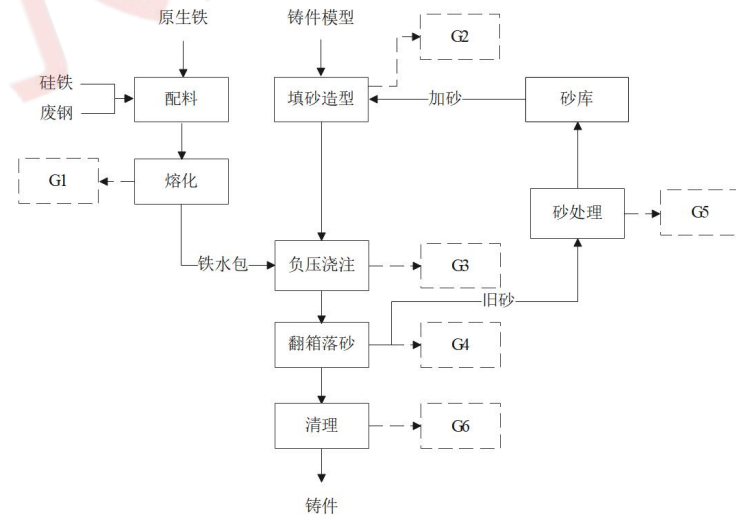 原生铁
铸件模型
G2
硅铁
废钢
配料
填砂造型
加砂
砂库
G1
熔化
砂处理
G5
铁水包
负压浇注
G3
旧砂
翻箱落砂
G4
清理
G6
铸件